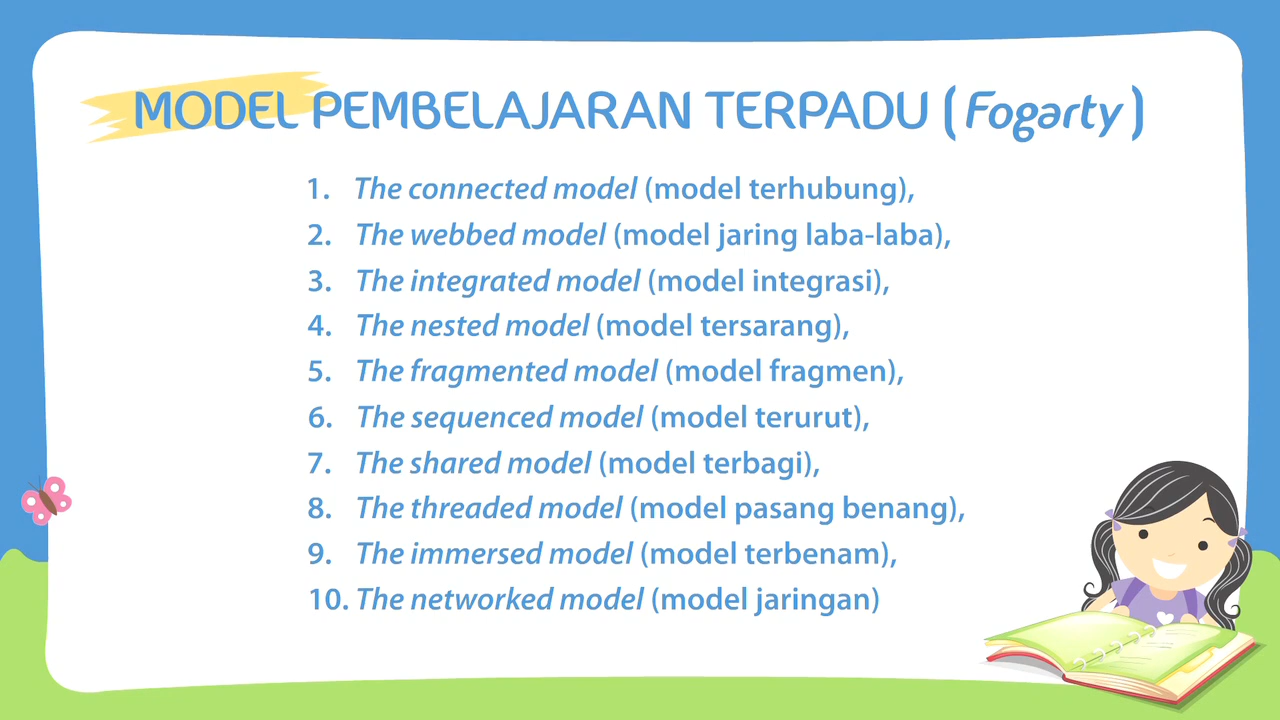 MODEL PEMBELAJARAN TERPADU (Fogarty)
1. The connected model (model terhubung),
2. The webbed model (model jaring laba-laba),
3. The integrated model (model integrasi),
4. The nested model (model tersarang),
5. The fragmented model (model fragmen),
6. The sequenced model (model terurut),
7. The shared model (model terbagi),
8. The threaded model (model pasang benang),
9. The immersed model (model terbenam),
10. The networked model (model jaringan)